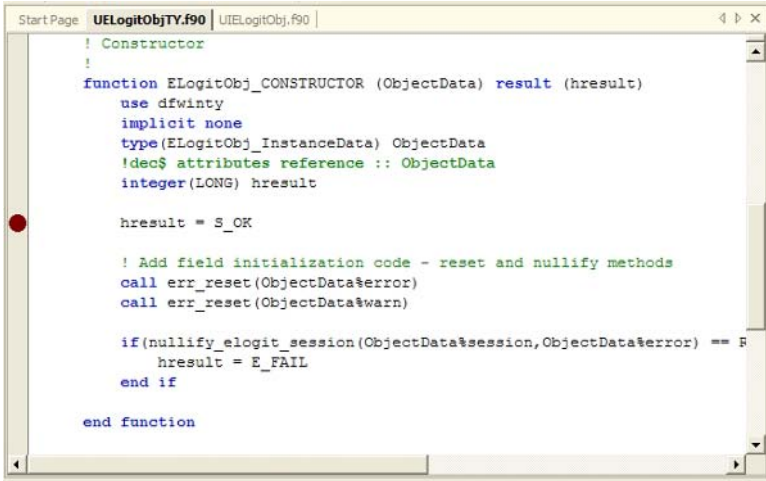 Start Page UELogitObjTY.f90 UIELogitObj.f90
! Constructor
!
function ELogitObj_CONSTRUCTOR (ObjectData) result (hresult)
use dfwinty
implicit none
type(ELogitObj_InstanceData) ObjectData
!dec$ attributes reference :: ObjectData
integer(LONG) hresult
hresult = S_OK
! Add field initialization code - reset and nullify methods
call err_reset(ObjectData%error)
call err_reset(ObjectData%warn)
if(nullify_elogit_session(ObjectData%session,ObjectData%error) ==
hresult = E_FAIL
end if
end function